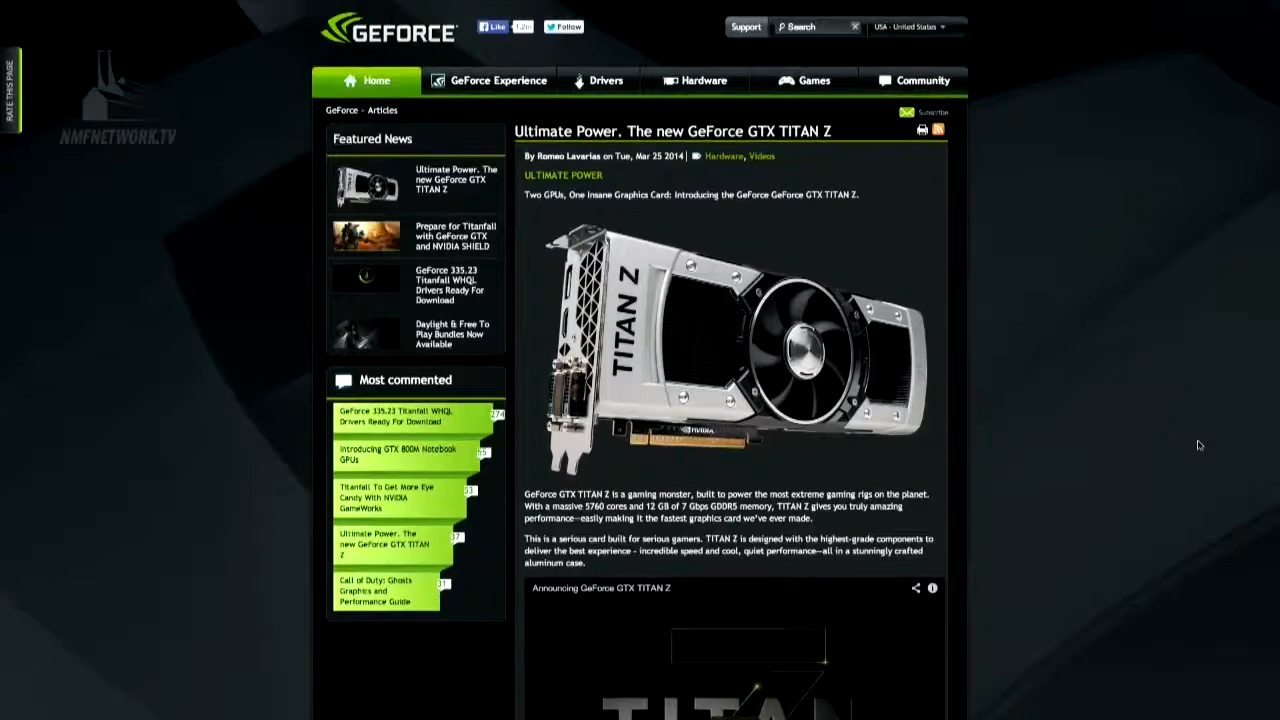 GEFORCE
Like
1.2m
Follow
Support
Search
USA - United States
RATE THIS PAGE
NMFNETWORK.TV
Home
GeForce Experience
Drivers
Hardware
Games
Community
GeForce - Articles
Subscribe
Featured News
Ultimate Power. The
new GeForce GTX
TITAN Z
Prepare for Titanfall
with GeForce GTX
and NVIDIA SHIELD
GeForce 335.23
Titanfall WHQL
Drivers Ready For
Download
Daylight & Free To
Play Bundles Now
Available
Most commented
GeForce 335.23 Titanfall WHQL
Drivers Ready For Download
274
Introducing GTX 800M Notebook
GPUs
55
Titanfall To Get More Eye
Candy With NVIDIA
GameWorks
53
Ultimate Power. The
new GeForce GTX TITAN
Z
37
Call of Duty: Ghosts
Graphics and
Performance Guide
31
Ultimate Power. The new GeForce GTX TITAN Z
By Romeo Lavarias on Tue, Mar 25 2014 | Hardware, Videos
ULTIMATE POWER
Two GPUs, One Insane Graphics Card: Introducing the GeForce GeForce GTX TITAN Z.
TITAN Z
NVIDIA
GeForce GTX TITAN Z is a gaming monster, built to power the most extreme gaming rigs on the planet.
With a massive 5760 cores and 12 GB of 7 Gbps GDDR5 memory, TITAN Z gives you truly amazing
performance—easily making it the fastest graphics card we've ever made.
This is a serious card built for serious gamers. TITAN Z is designed with the highest-grade components to
deliver the best experience - incredible speed and cool, quiet performance—all in a stunningly crafted
aluminum case.
Announcing GeForce GTX TITAN Z
TITAN